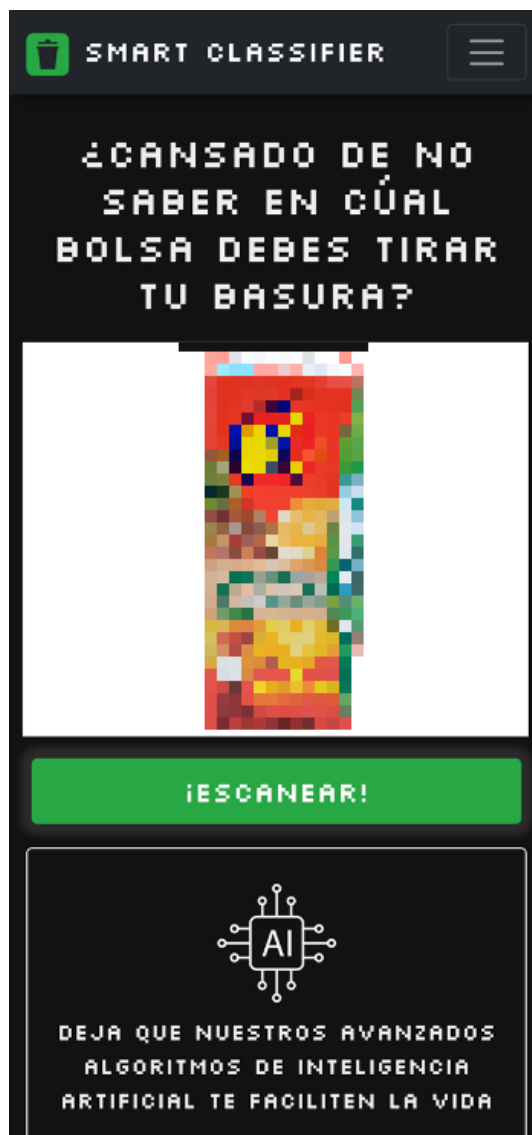 SMART CLASSIFIER
¿CANSADO DE NO
SABER EN CÚAL
BOLSA DEBES TIRAR
TU BASURA?
¡ESCANEAR!
AI
DEJA QUE NUESTROS AVANZADOS
ALGORITMOS DE INTELIGENCIA
ARTIFICIAL TE FACILITEN LA VIDA